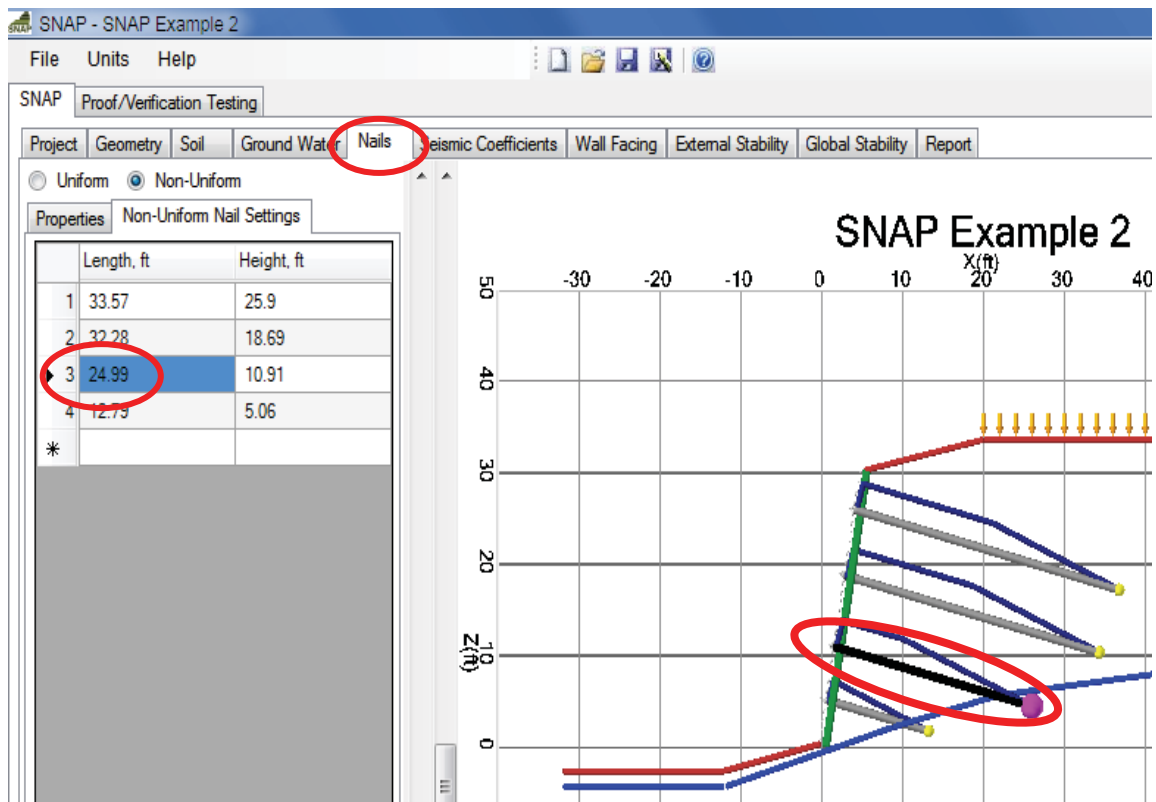 SNAP - SNAP Example 2
File Units Help
SNAP Proof/Verification Testing
Project Geometry Soil Ground Water Nails Seismic Coefficients Wall Facing External Stability Global Stability Report
Uniform Non-Uniform
Properties Non-Uniform Nail Settings
Length, ft Height, ft
1 33.57 25.9
2 32.28 18.69
3 24.99 10.91
4 12.79 5.06
*
SNAP Example 2
X(ft)
-30 -20 -10 0 10 20 30 40
50
40
30
20
10
0
Z(ft)